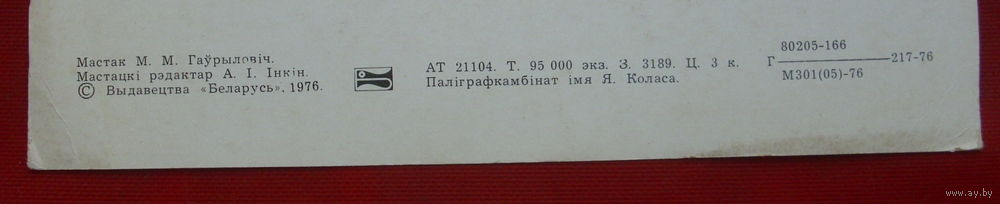 Мастак М. М. Гаўрыловіч.
Мастацкі рэдактар А. І. Інкін.
© Выдавецтва «Беларусь», 1976.
АТ 21104. Т. 95 000 экз. З. 3189. Ц. 3 к.
Паліграфкамбінат імя Я. Коласа.
80205-166
Г 217-76
М301(05)-76
www.ay.by